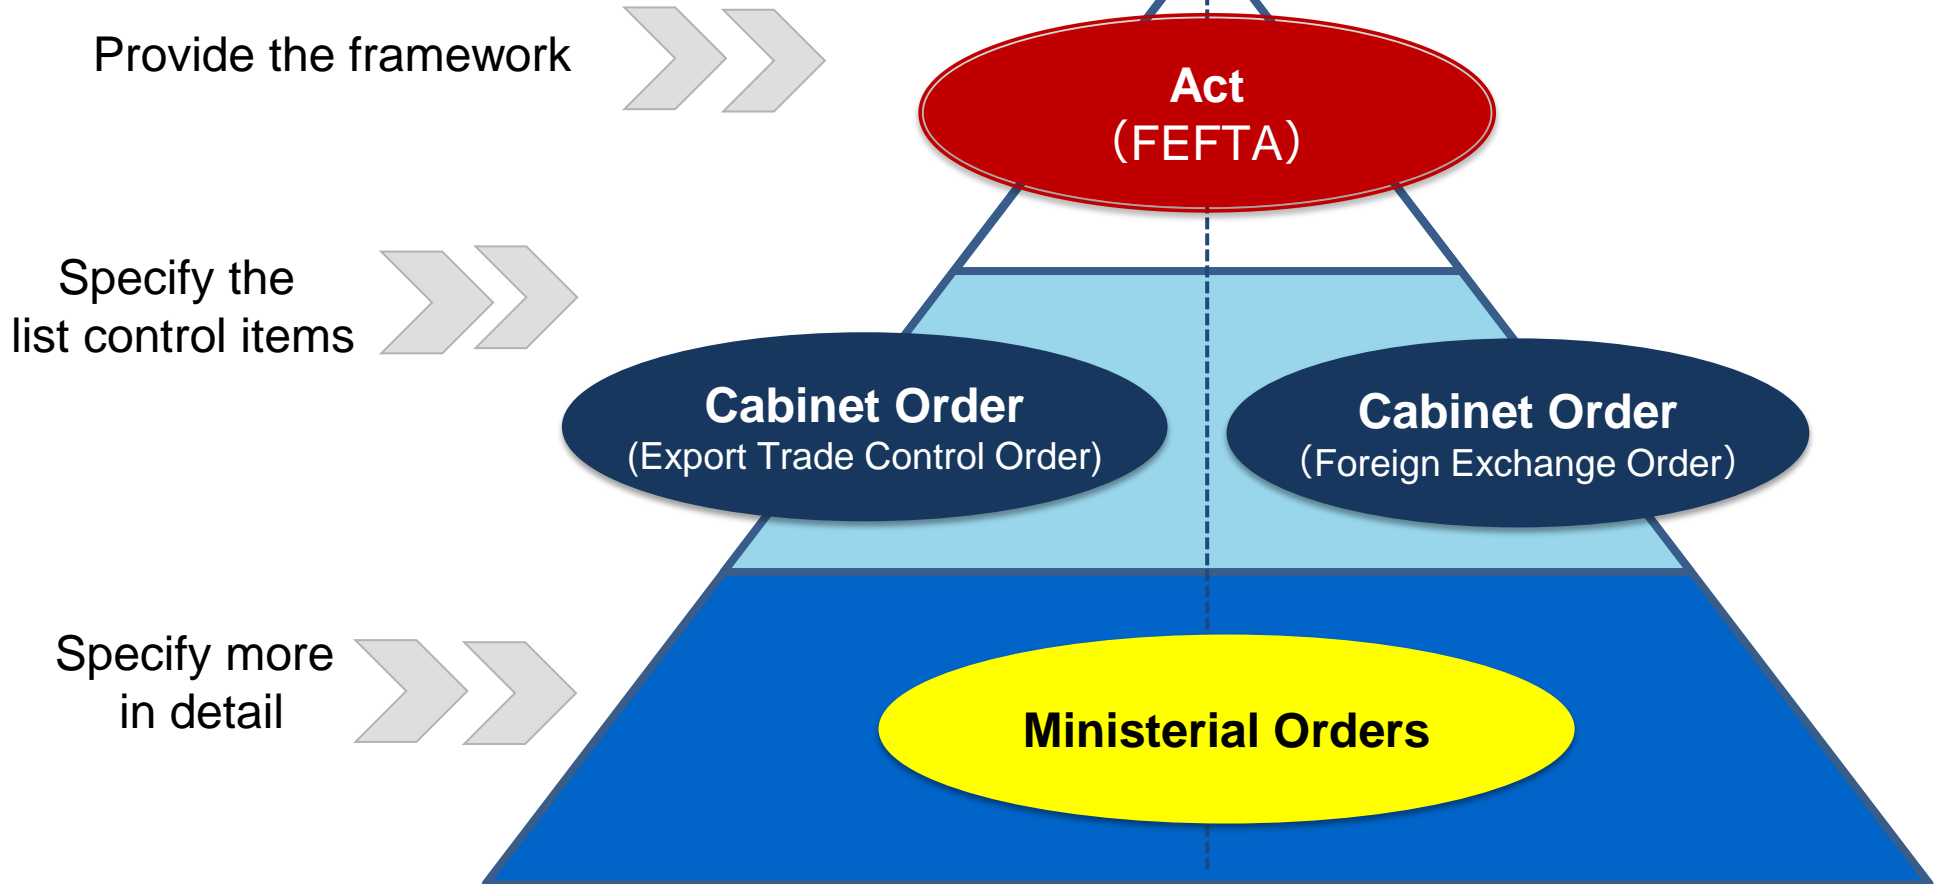 Provide the framework
Act
（FEFTA）
Specify the
list control items
Cabinet Order
(Export Trade Control Order)
Cabinet Order
（Foreign Exchange Order）
Specify more
in detail
Ministerial Orders